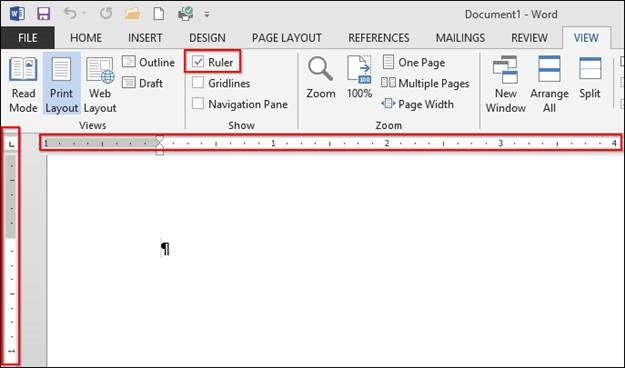 Document1 - Word
FILE HOME INSERT DESIGN PAGE LAYOUT REFERENCES MAILINGS REVIEW VIEW
Read Mode
Print Layout
Web Layout
Outline
Draft
Views
Ruler
Gridlines
Navigation Pane
Show
Zoom
100%
One Page
Multiple Pages
Page Width
Zoom
New Window
Arrange All
Split
1 1 2 3 4
¶
1